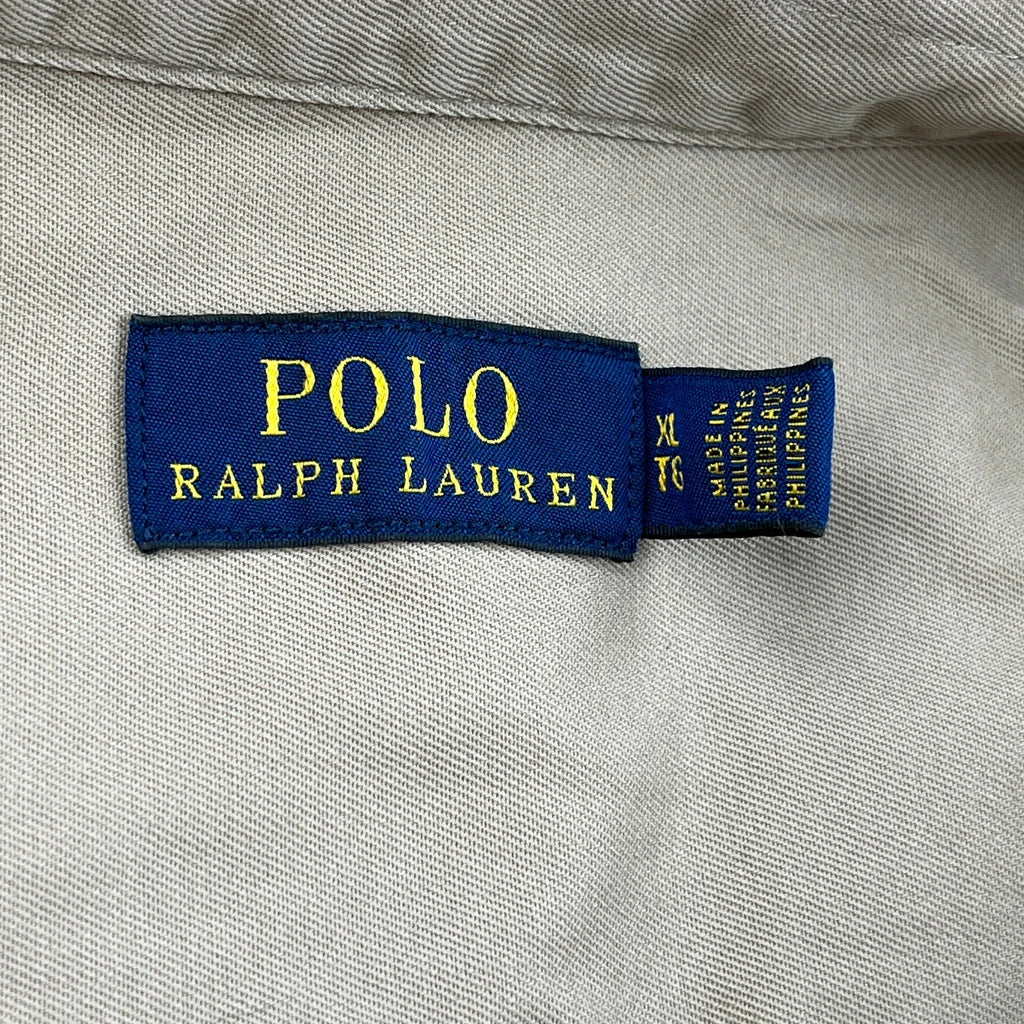 POLO
RALPH LAUREN
XL
TG
MADE IN
PHILIPPINES
FABRIQUÉ AUX
PHILIPPINES